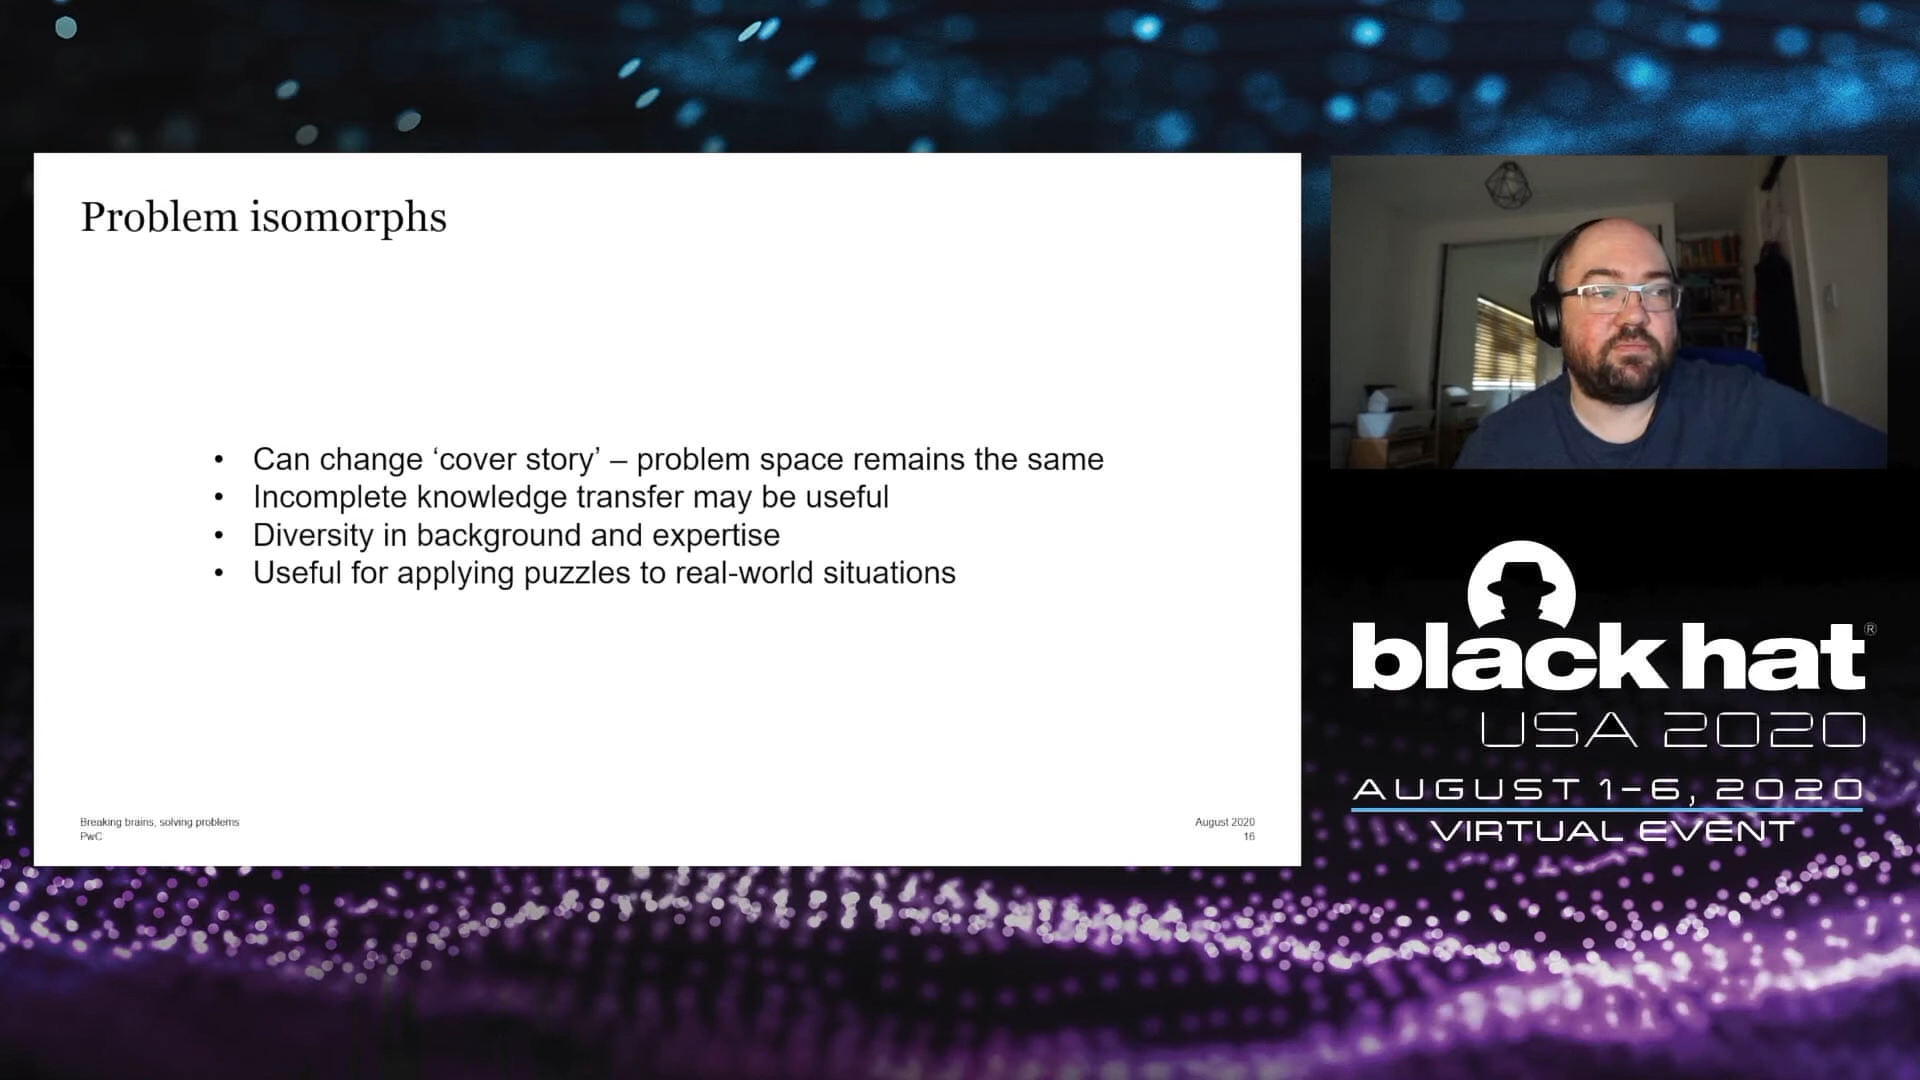 Problem isomorphs
• Can change ‘cover story’ – problem space remains the same
• Incomplete knowledge transfer may be useful
• Diversity in background and expertise
• Useful for applying puzzles to real-world situations
Breaking brains, solving problems
PwC
August 2020
16
black hat®
USA 2020
AUGUST 1-6, 2020
VIRTUAL EVENT